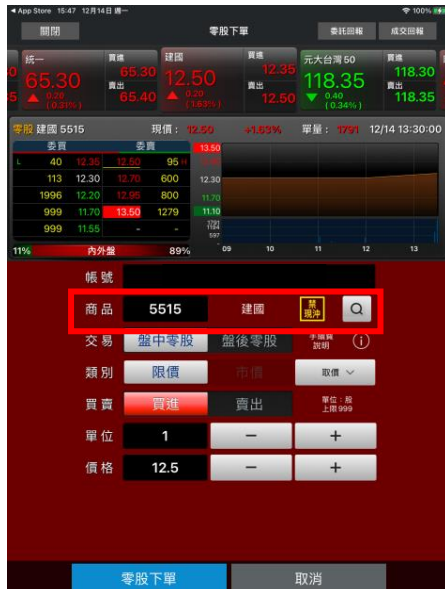 App Store 15:47 12月14日 週一 100%
關閉 零股下單 委託回報 成交回報
統一 買進 65.30 建國 買進 12.35 元大台灣50 買進 118.30
65.30 賣出 12.50 賣出 118.35 賣出
▲ 0.20 (0.31%) 65.40 ▲ 0.20 (1.63%) 12.50 ▼ 0.40 (0.34%) 118.35
零股 建國 5515 現價： 12.50 +1.63% 單量： 1791 12/14 13:30:00
委買 委賣 13.50
L 40 12.35 12.50 95 H
113 12.30 12.70 600 12.30
1996 12.20 12.95 800 11.70
999 11.70 13.50 1279 11.10
999 11.55 - - 1791
1194
597
11% 內外盤 89% 09 10 11 12 13
帳號
商品 5515 建國 禁現沖
交易 盤中零股 盤後零股 手續費說明
類別 限價 市價 取價
買賣 買進 賣出 單位：股 上限999
單位 1 － ＋
價格 12.5 － ＋
零股下單 取消